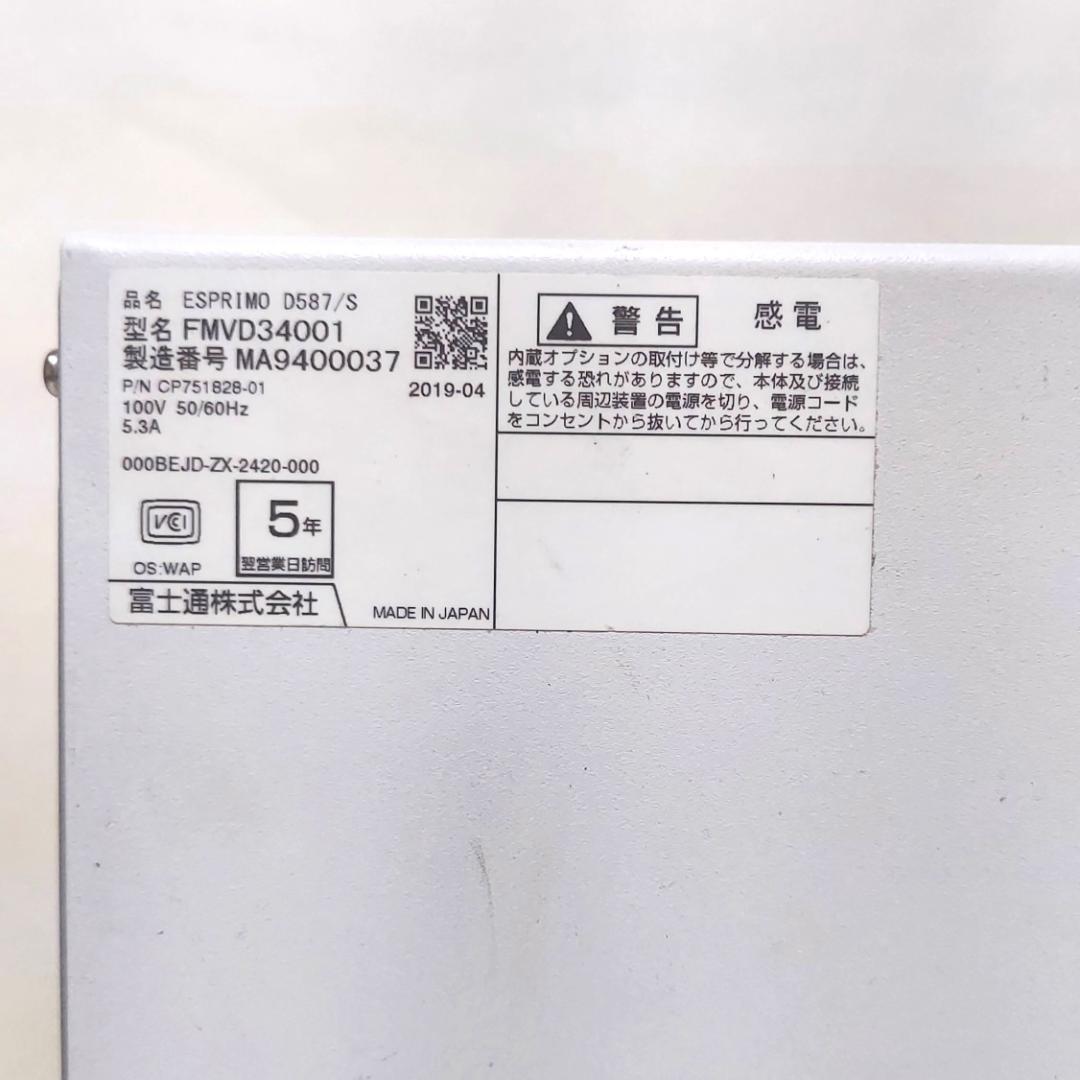 品名 ESPRIMO D587/S
型名 FMVD34001
製造番号 MA9400037
P/N CP751828-01
2019-04
100V 50/60Hz
5.3A
000BEJD-ZX-2420-000
VCI
5年
翌営業日訪問
OS:WAP
富士通株式会社
MADE IN JAPAN
警告 感電
内蔵オプションの取付け等で分解する場合は、
感電する恐れがありますので、本体及び接続
している周辺装置の電源を切り、電源コード
をコンセントから抜いてから行ってください。